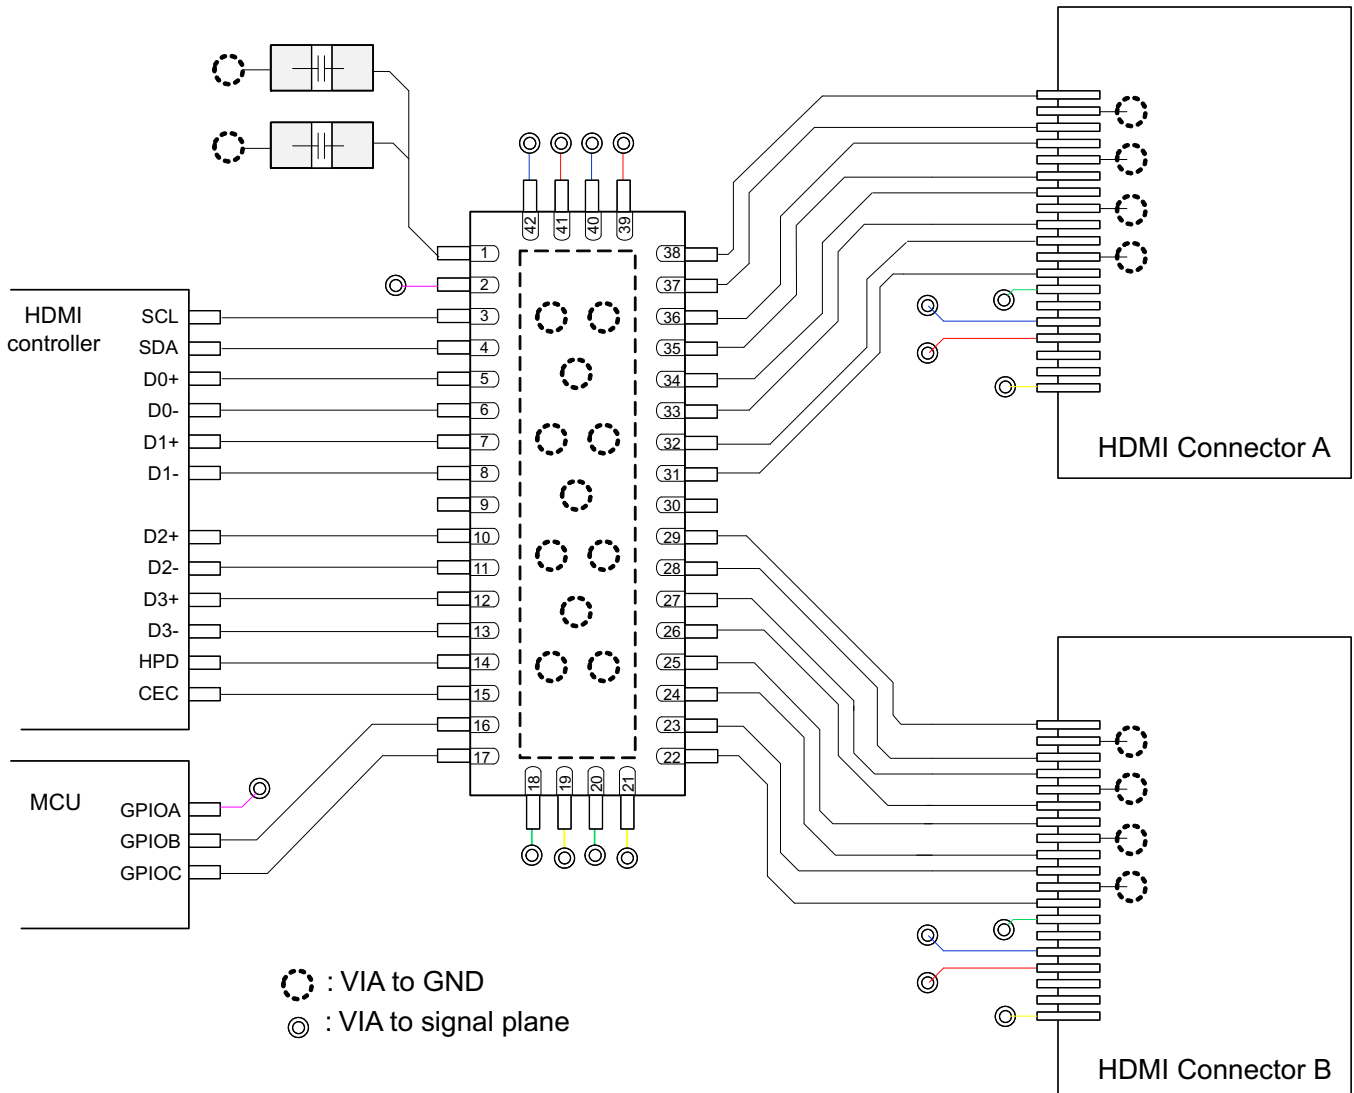 42 41 40 39
1 38
2 37
HDMI
controller
SCL 3 36
SDA 4 35
D0+ 5 34
D0- 6 33
D1+ 7 32
D1- 8 31
9 30
D2+ 10 29
D2- 11 28
D3+ 12 27
D3- 13 26
HPD 14 25
CEC 15 24
16 23
17 22
18 19 20 21
MCU
GPIOA
GPIOB
GPIOC
HDMI Connector A
HDMI Connector B
: VIA to GND
: VIA to signal plane